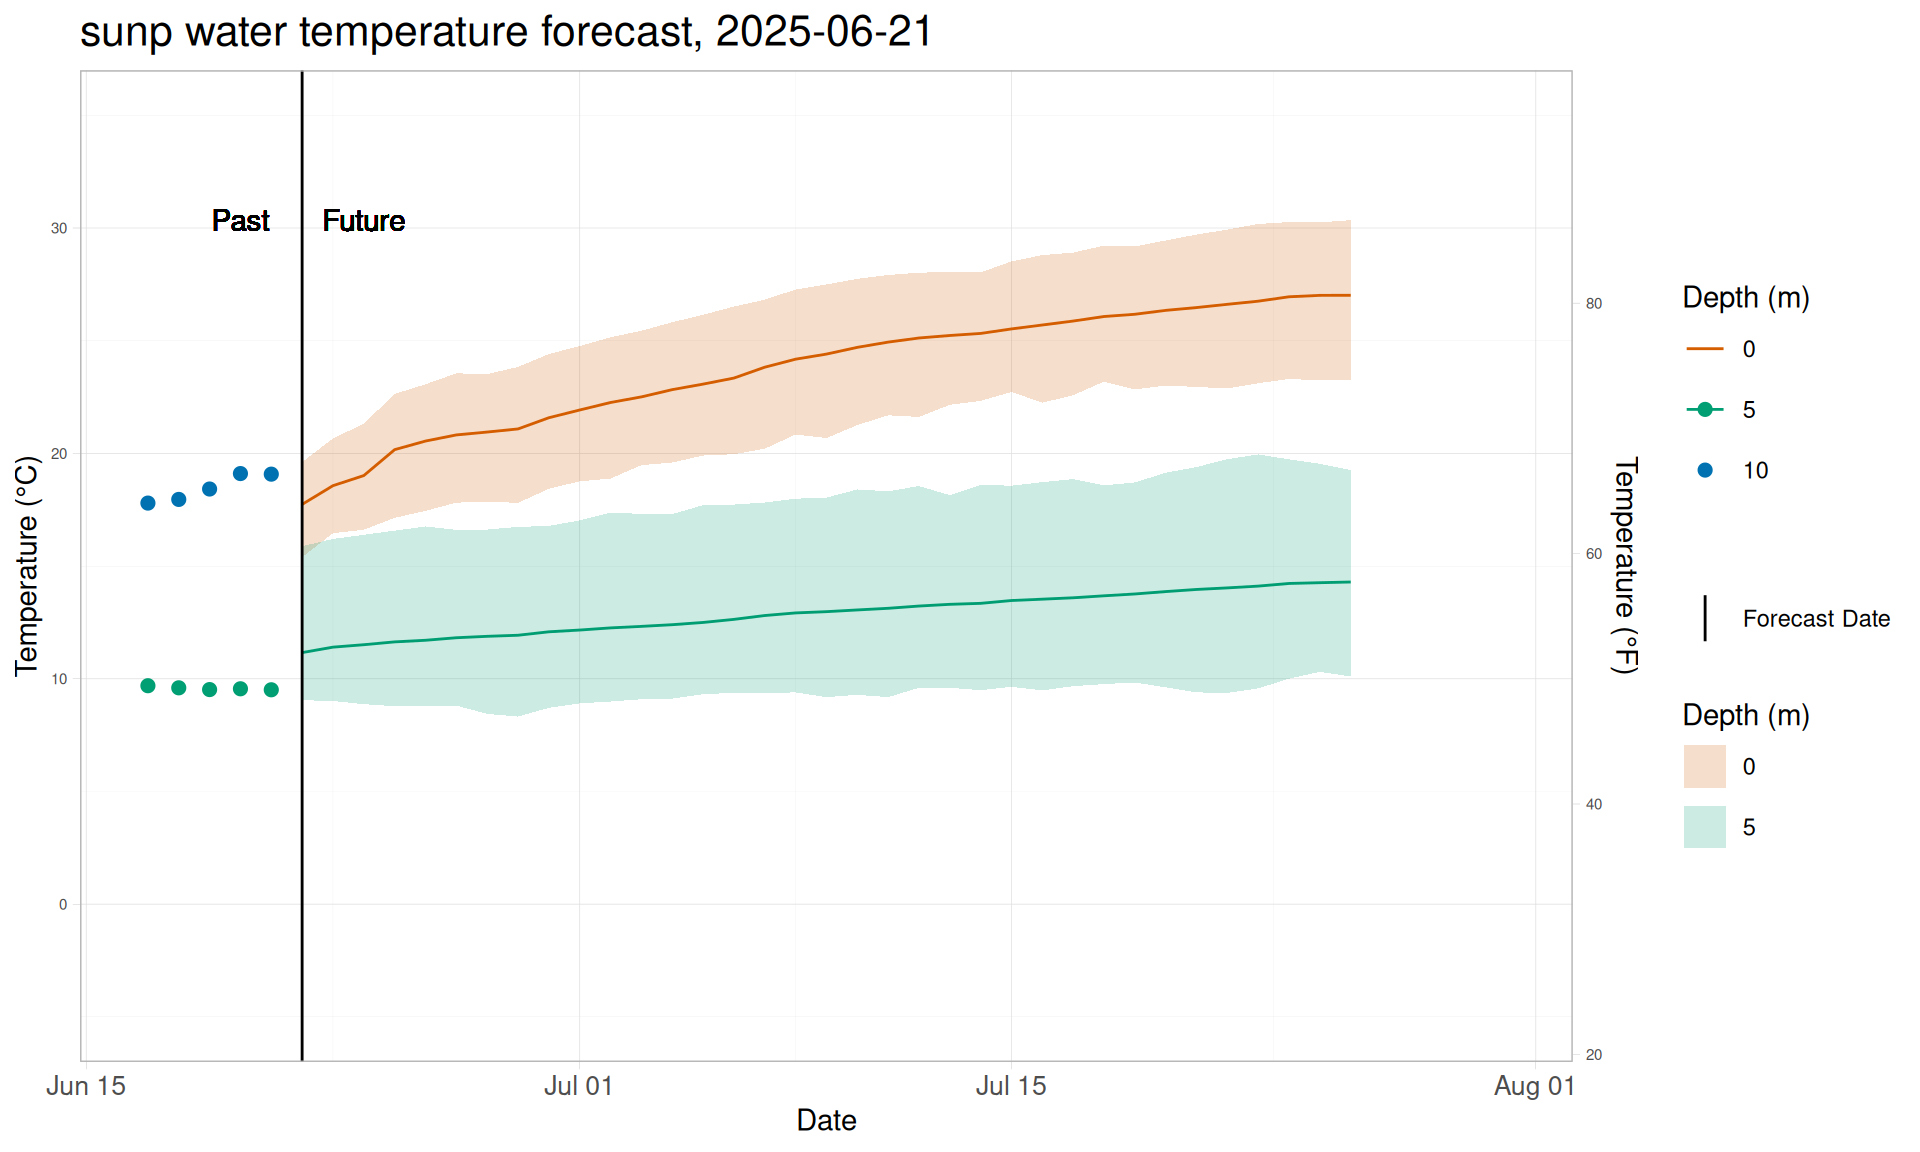 sunp water temperature forecast, 2025-06-21
Past
Future
30
20
10
0
Temperature (°C)
80
60
40
20
Temperature (°F)
Jun 15
Jul 01
Jul 15
Aug 01
Date
Depth (m)
0
5
10
Forecast Date
Depth (m)
0
5